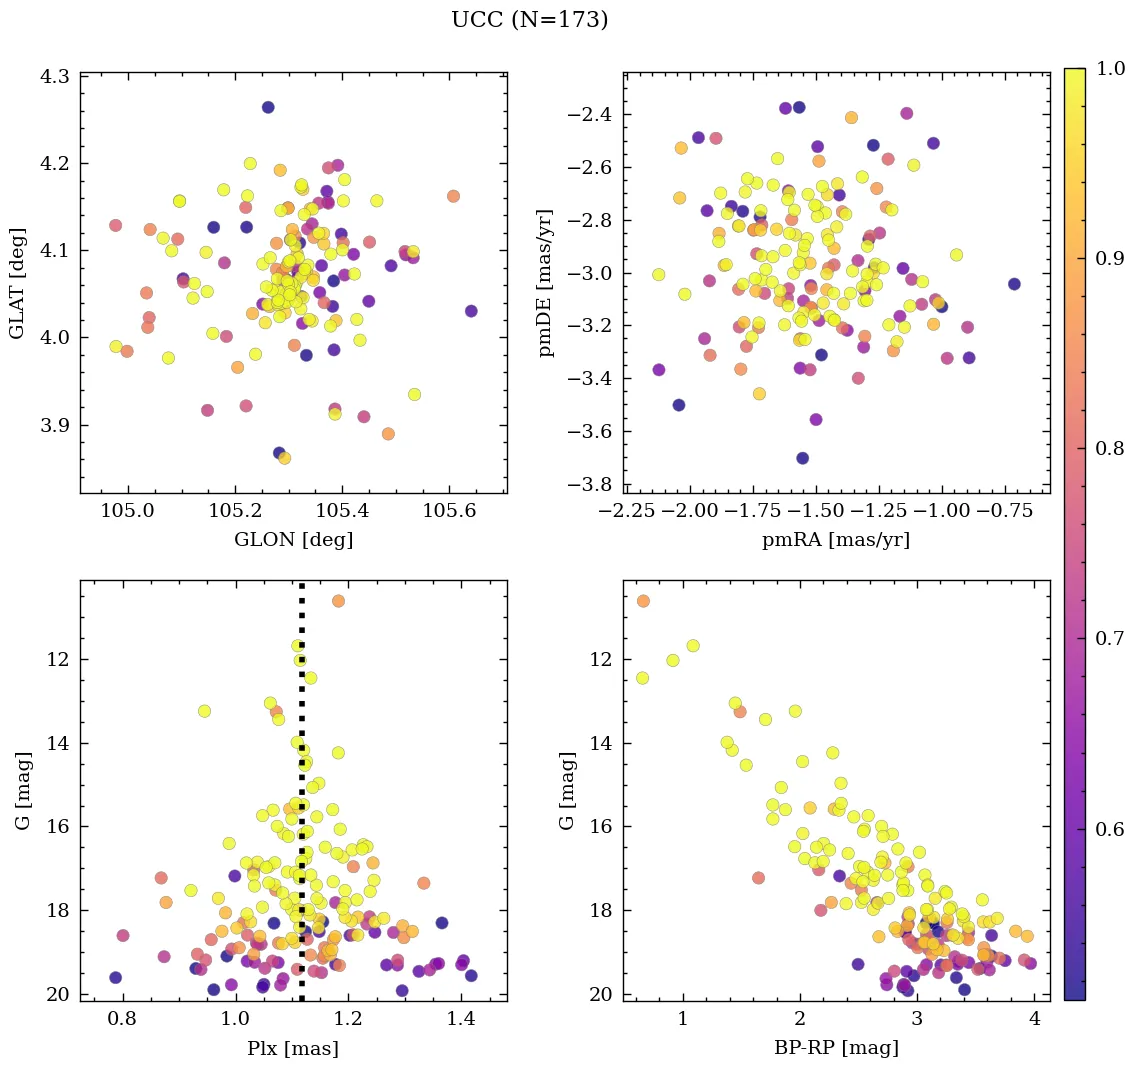 UCC (N=173)
4.3
4.2
4.1
4.0
3.9
GLAT [deg]
105.0 105.2 105.4 105.6
GLON [deg]
−2.4
−2.6
−2.8
−3.0
−3.2
−3.4
−3.6
−3.8
pmDE [mas/yr]
−2.25 −2.00 −1.75 −1.50 −1.25 −1.00 −0.75
pmRA [mas/yr]
1.0
0.9
0.8
0.7
0.6
12
14
16
18
20
G [mag]
0.8 1.0 1.2 1.4
Plx [mas]
12
14
16
18
20
G [mag]
1 2 3 4
BP-RP [mag]